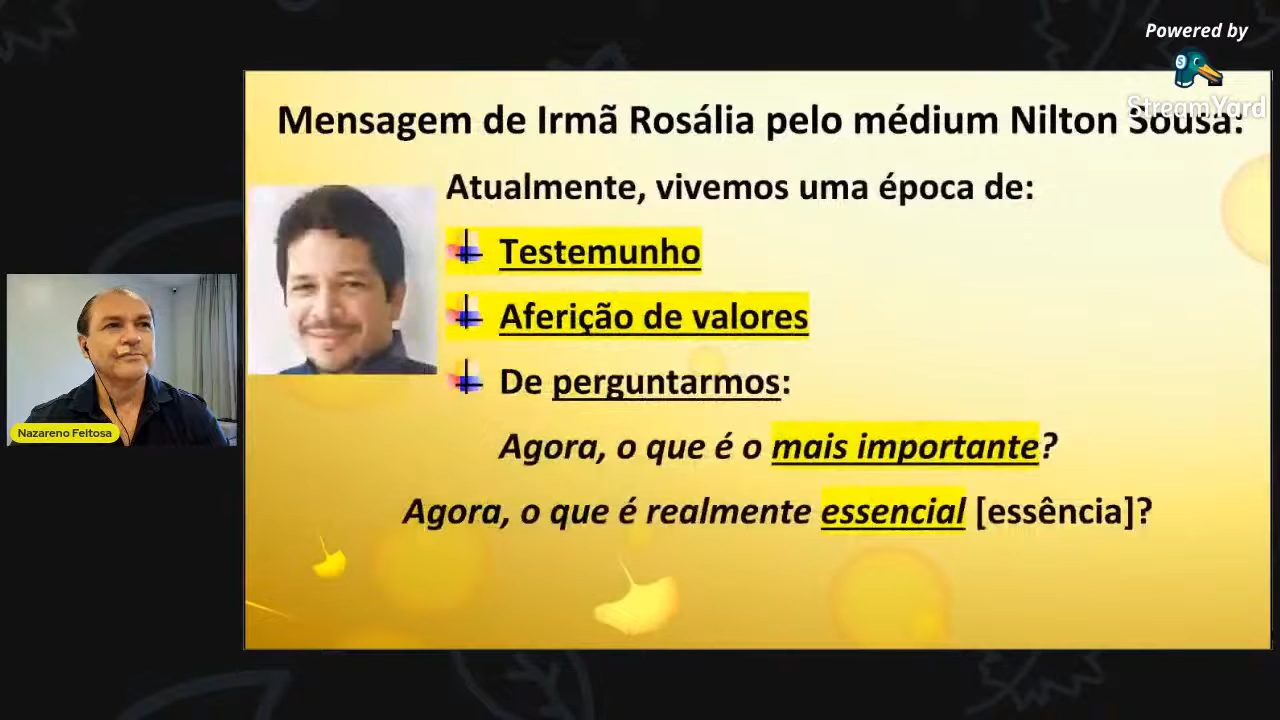 Powered by
StreamYard
Mensagem de Irmã Rosália pelo médium Nilton Sousa:
Atualmente, vivemos uma época de:
Testemunho
Aferição de valores
De perguntarmos:
Agora, o que é o mais importante?
Agora, o que é realmente essencial [essência]?
Nazareno Feitosa